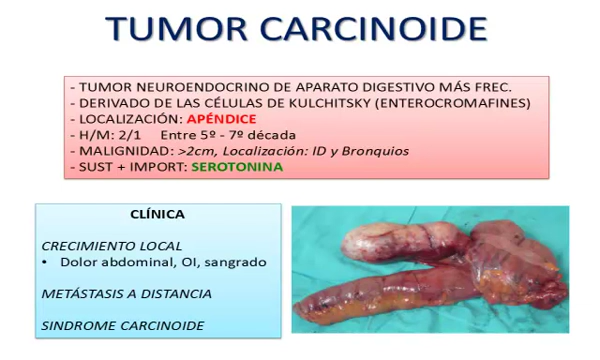 TUMOR CARCINOIDE
- TUMOR NEUROENDOCRINO DE APARATO DIGESTIVO MÁS FREC.
- DERIVADO DE LAS CÉLULAS DE KULCHITSKY (ENTEROCROMAFINES)
- LOCALIZACIÓN: APÉNDICE
- H/M: 2/1 Entre 5º - 7º década
- MALIGNIDAD: >2cm, Localización: ID y Bronquios
- SUST + IMPORT: SEROTONINA
CLÍNICA
CRECIMIENTO LOCAL
• Dolor abdominal, OI, sangrado
METÁSTASIS A DISTANCIA
SINDROME CARCINOIDE